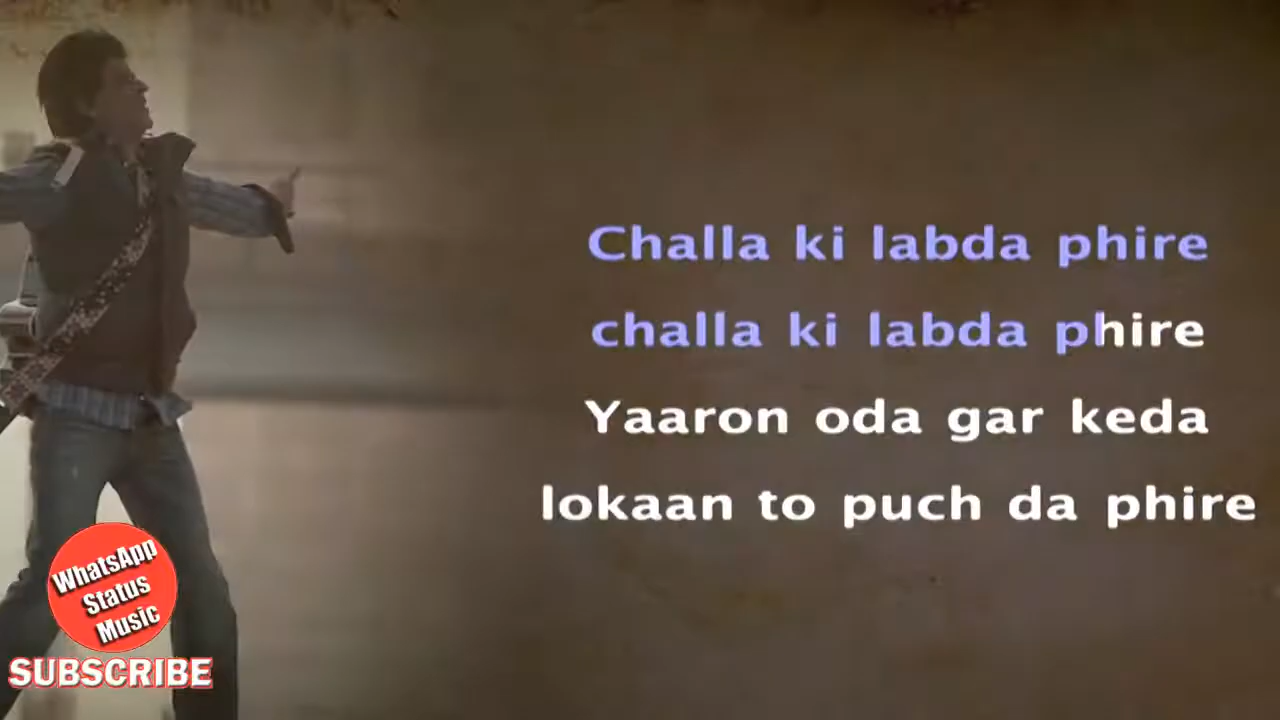 Challa ki labda phire
challa ki labda phire
Yaaron oda gar keda
lokaan to puch da phire
WhatsApp
Status
Music
SUBSCRIBE